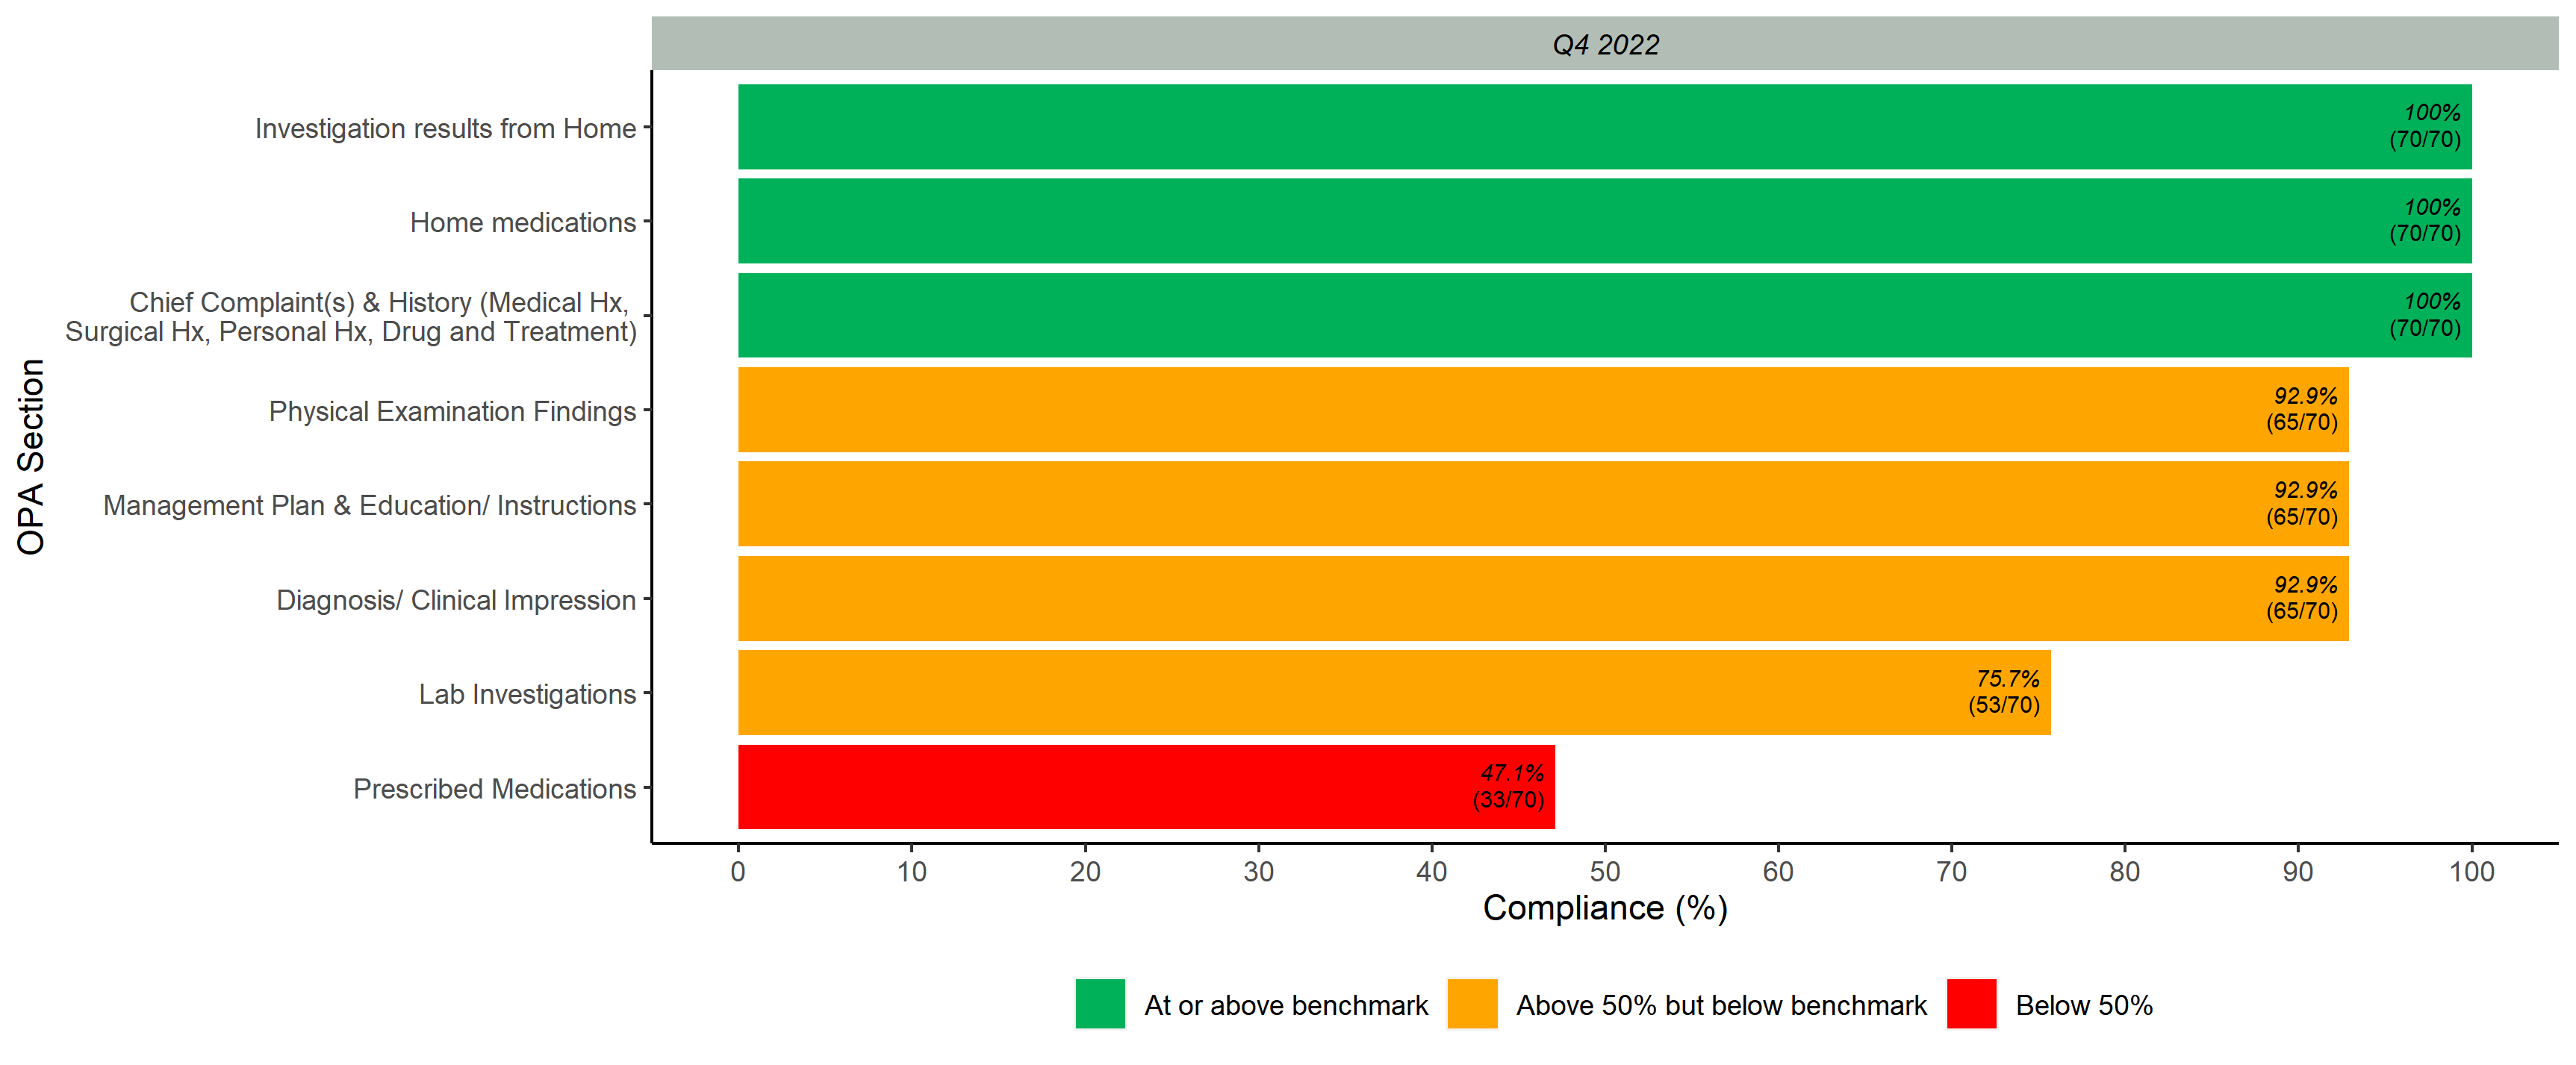 Q4 2022
Investigation results from Home
100%
(70/70)
Home medications
100%
(70/70)
Chief Complaint(s) & History (Medical Hx,
Surgical Hx, Personal Hx, Drug and Treatment)
100%
(70/70)
Physical Examination Findings
92.9%
(65/70)
Management Plan & Education/ Instructions
92.9%
(65/70)
Diagnosis/ Clinical Impression
92.9%
(65/70)
Lab Investigations
75.7%
(53/70)
Prescribed Medications
47.1%
(33/70)
OPA Section
0 10 20 30 40 50 60 70 80 90 100
Compliance (%)
At or above benchmark Above 50% but below benchmark Below 50%